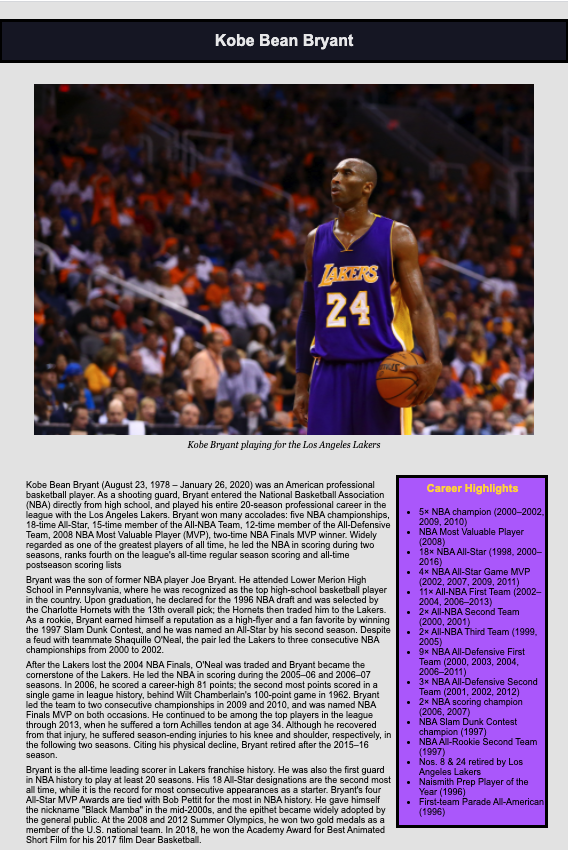 Kobe Bean Bryant
LAKERS
24
Kobe Bryant playing for the Los Angeles Lakers
Kobe Bean Bryant (August 23, 1978 – January 26, 2020) was an American professional
basketball player. As a shooting guard, Bryant entered the National Basketball Association
(NBA) directly from high school, and played his entire 20-season professional career in the
league with the Los Angeles Lakers. Bryant won many accolades: five NBA championships,
18-time All-Star, 15-time member of the All-NBA Team, 12-time member of the All-Defensive
Team, 2008 NBA Most Valuable Player (MVP), two-time NBA Finals MVP winner. Widely
regarded as one of the greatest players of all time, he led the NBA in scoring during two
seasons, ranks fourth on the league's all-time regular season scoring and all-time
postseason scoring lists
Bryant was the son of former NBA player Joe Bryant. He attended Lower Merion High
School in Pennsylvania, where he was recognized as the top high-school basketball player
in the country. Upon graduation, he declared for the 1996 NBA draft and was selected by
the Charlotte Hornets with the 13th overall pick; the Hornets then traded him to the Lakers.
As a rookie, Bryant earned himself a reputation as a high-flyer and a fan favorite by winning
the 1997 Slam Dunk Contest, and he was named an All-Star by his second season. Despite
a feud with teammate Shaquille O'Neal, the pair led the Lakers to three consecutive NBA
championships from 2000 to 2002.
After the Lakers lost the 2004 NBA Finals, O'Neal was traded and Bryant became the
cornerstone of the Lakers. He led the NBA in scoring during the 2005–06 and 2006–07
seasons. In 2006, he scored a career-high 81 points; the second most points scored in a
single game in league history, behind Wilt Chamberlain's 100-point game in 1962. Bryant
led the team to two consecutive championships in 2009 and 2010, and was named NBA
Finals MVP on both occasions. He continued to be among the top players in the league
through 2013, when he suffered a torn Achilles tendon at age 34. Although he recovered
from that injury, he suffered season-ending injuries to his knee and shoulder, respectively, in
the following two seasons. Citing his physical decline, Bryant retired after the 2015–16
season.
Bryant is the all-time leading scorer in Lakers franchise history. He was also the first guard
in NBA history to play at least 20 seasons. His 18 All-Star designations are the second most
all time, while it is the record for most consecutive appearances as a starter. Bryant's four
All-Star MVP Awards are tied with Bob Pettit for the most in NBA history. He gave himself
the nickname "Black Mamba" in the mid-2000s, and the epithet became widely adopted by
the general public. At the 2008 and 2012 Summer Olympics, he won two gold medals as a
member of the U.S. national team. In 2018, he won the Academy Award for Best Animated
Short Film for his 2017 film Dear Basketball.
Career Highlights
5× NBA champion (2000–2002,
2009, 2010)
NBA Most Valuable Player
(2008)
18× NBA All-Star (1998, 2000–
2016)
4× NBA All-Star Game MVP
(2002, 2007, 2009, 2011)
11× All-NBA First Team (2002–
2004, 2006–2013)
2× All-NBA Second Team
(2000, 2001)
2× All-NBA Third Team (1999,
2005)
9× NBA All-Defensive First
Team (2000, 2003, 2004,
2006–2011)
3× NBA All-Defensive Second
Team (2001, 2002, 2012)
2× NBA scoring champion
(2006, 2007)
NBA Slam Dunk Contest
champion (1997)
NBA All-Rookie Second Team
(1997)
Nos. 8 & 24 retired by Los
Angeles Lakers
Naismith Prep Player of the
Year (1996)
First-team Parade All-American
(1996)